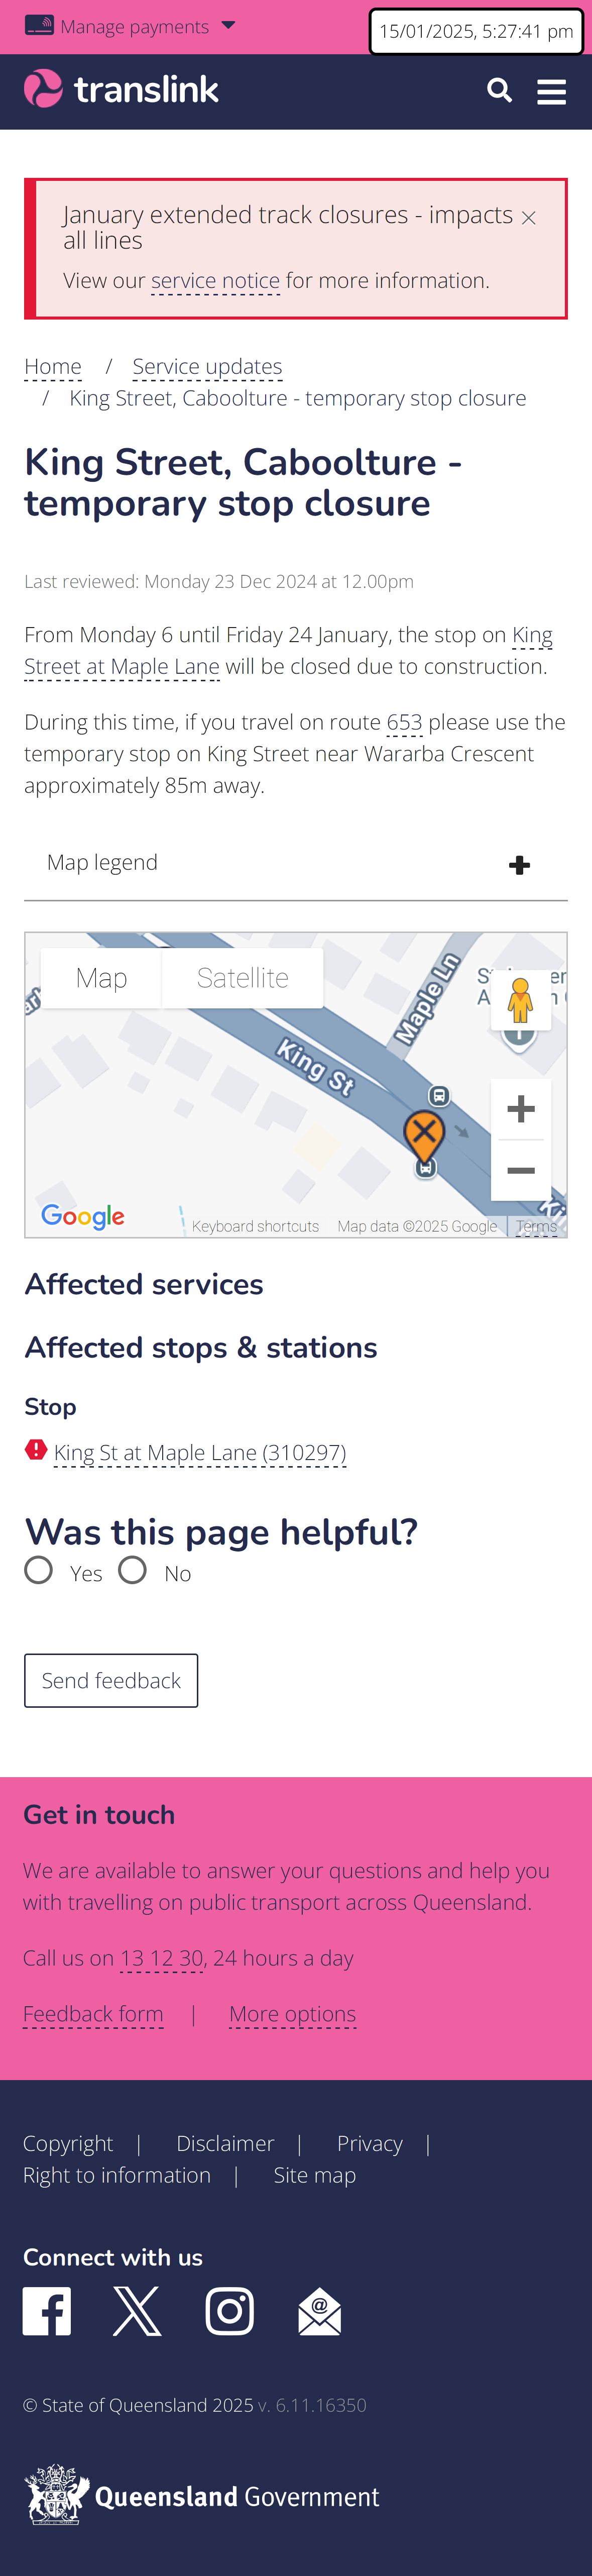 Manage payments
15/01/2025, 5:27:41 pm
translink
January extended track closures - impacts
all lines
View our service notice for more information.
Home / Service updates
/ King Street, Caboolture - temporary stop closure
King Street, Caboolture -
temporary stop closure
Last reviewed: Monday 23 Dec 2024 at 12.00pm
From Monday 6 until Friday 24 January, the stop on King
Street at Maple Lane will be closed due to construction.
During this time, if you travel on route 653 please use the
temporary stop on King Street near Wararba Crescent
approximately 85m away.
Map legend
Map Satellite
Maple Ln
King St
Google
Keyboard shortcuts Map data ©2025 Google Terms
Affected services
Affected stops & stations
Stop
King St at Maple Lane (310297)
Was this page helpful?
Yes No
Send feedback
Get in touch
We are available to answer your questions and help you
with travelling on public transport across Queensland.
Call us on 13 12 30, 24 hours a day
Feedback form | More options
Copyright | Disclaimer | Privacy |
Right to information | Site map
Connect with us
© State of Queensland 2025 v. 6.11.16350
Queensland Government